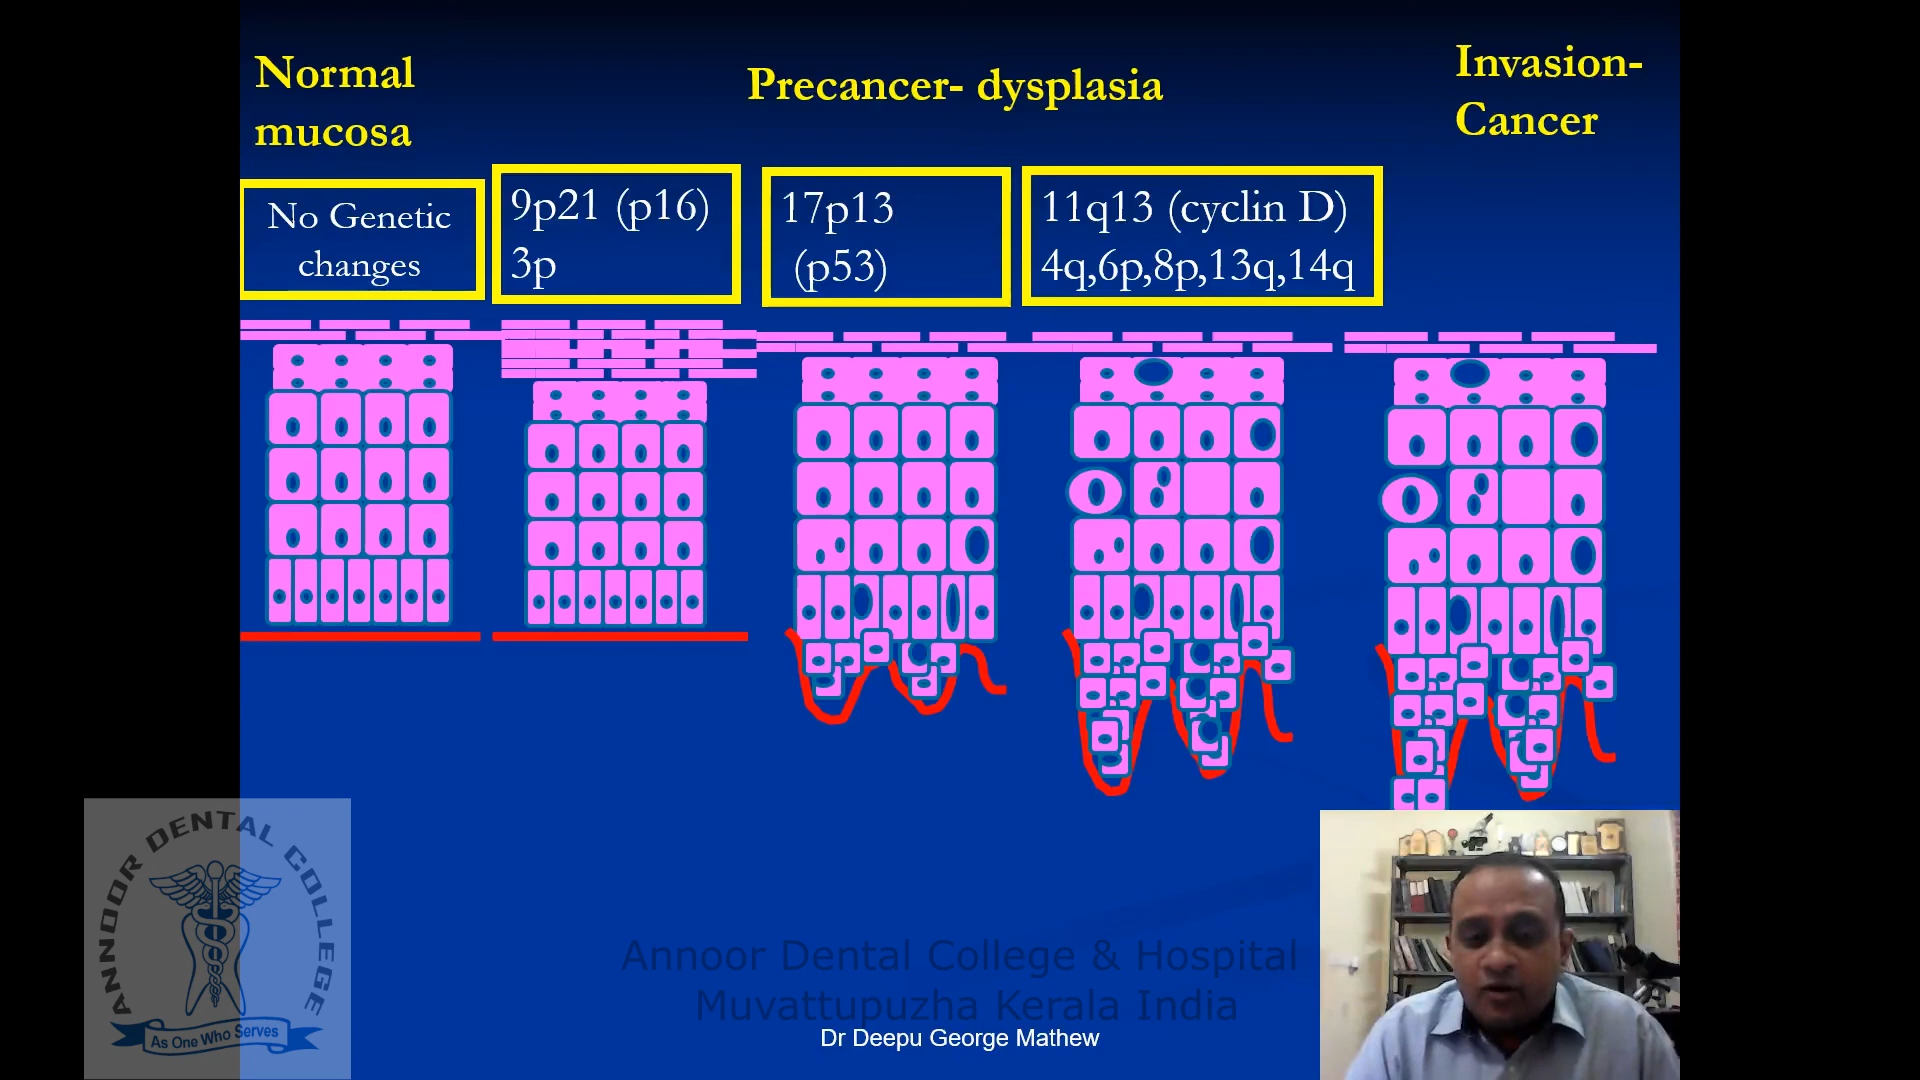 Normal
mucosa
Precancer- dysplasia
Invasion-
Cancer
No Genetic
changes
9p21 (p16)
3p
17p13
(p53)
11q13 (cyclin D)
4q,6p,8p,13q,14q
ANNOOR DENTAL COLLEGE
As One Who Serves
Annoor Dental College & Hospital
Muvattupuzha Kerala India
Dr Deepu George Mathew